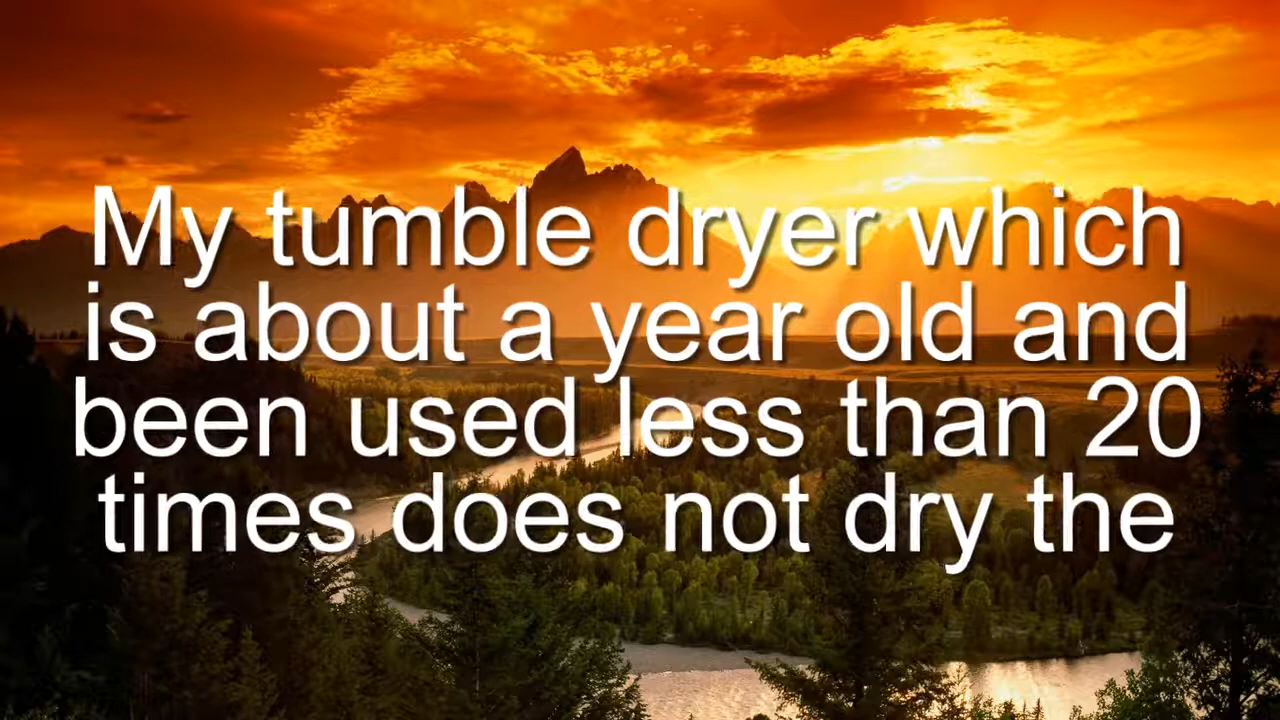 My tumble dryer which
is about a year old and
been used less than 20
times does not dry the